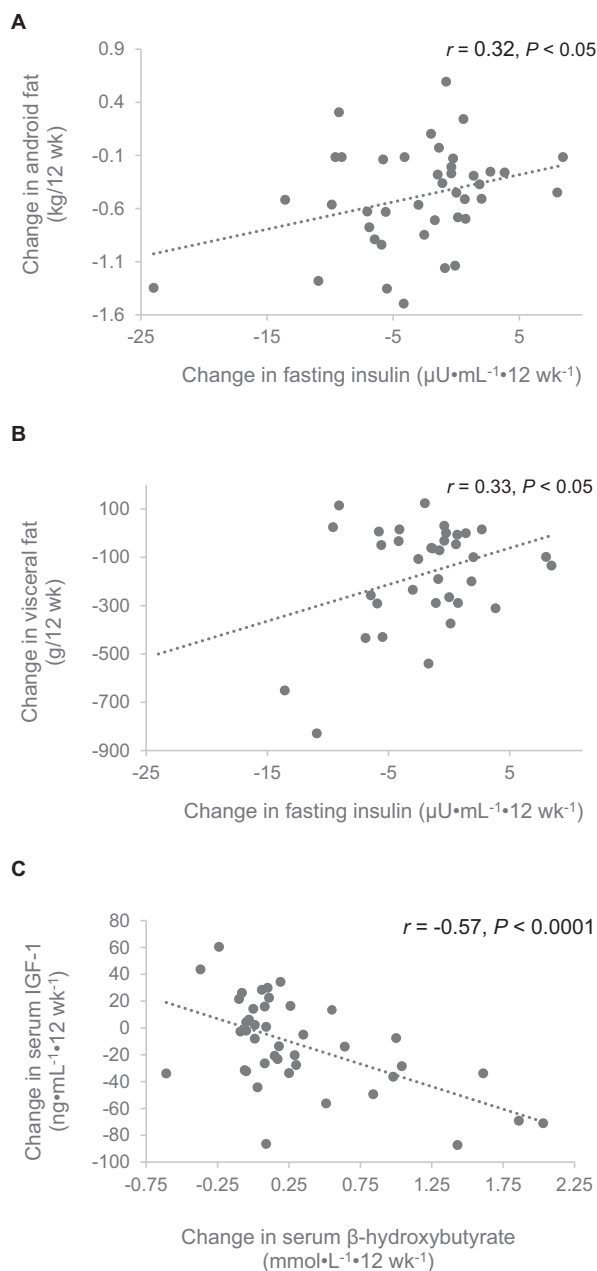 A
r = 0.32, P < 0.05
Change in android fat
(kg/12 wk)
0.9
0.4
-0.1
-0.6
-1.1
-1.6
-25
-15
-5
5
Change in fasting insulin (µU•mL⁻¹•12 wk⁻¹)
B
r = 0.33, P < 0.05
Change in visceral fat
(g/12 wk)
100
-100
-300
-500
-700
-900
-25
-15
-5
5
Change in fasting insulin (µU•mL⁻¹•12 wk⁻¹)
C
r = -0.57, P < 0.0001
Change in serum IGF-1
(ng•mL⁻¹•12 wk⁻¹)
80
60
40
20
0
-20
-40
-60
-80
-100
-0.75
-0.25
0.25
0.75
1.25
1.75
2.25
Change in serum β-hydroxybutyrate
(mmol•L⁻¹•12 wk⁻¹)